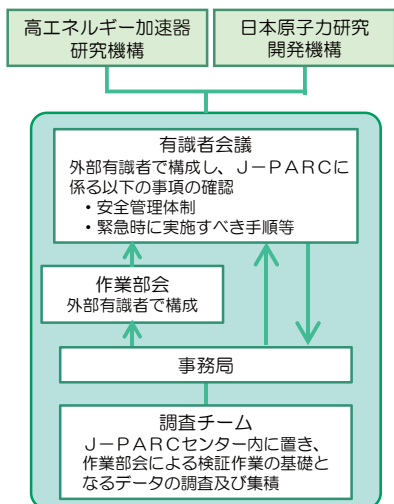 高エネルギー加速器
研究機構
日本原子力研究
開発機構
有識者会議
外部有識者で構成し、J−PARCに
係る以下の事項の確認
・安全管理体制
・緊急時に実施すべき手順等
作業部会
外部有識者で構成
事務局
調査チーム
J−PARCセンター内に置き、
作業部会による検証作業の基礎と
なるデータの調査及び集積